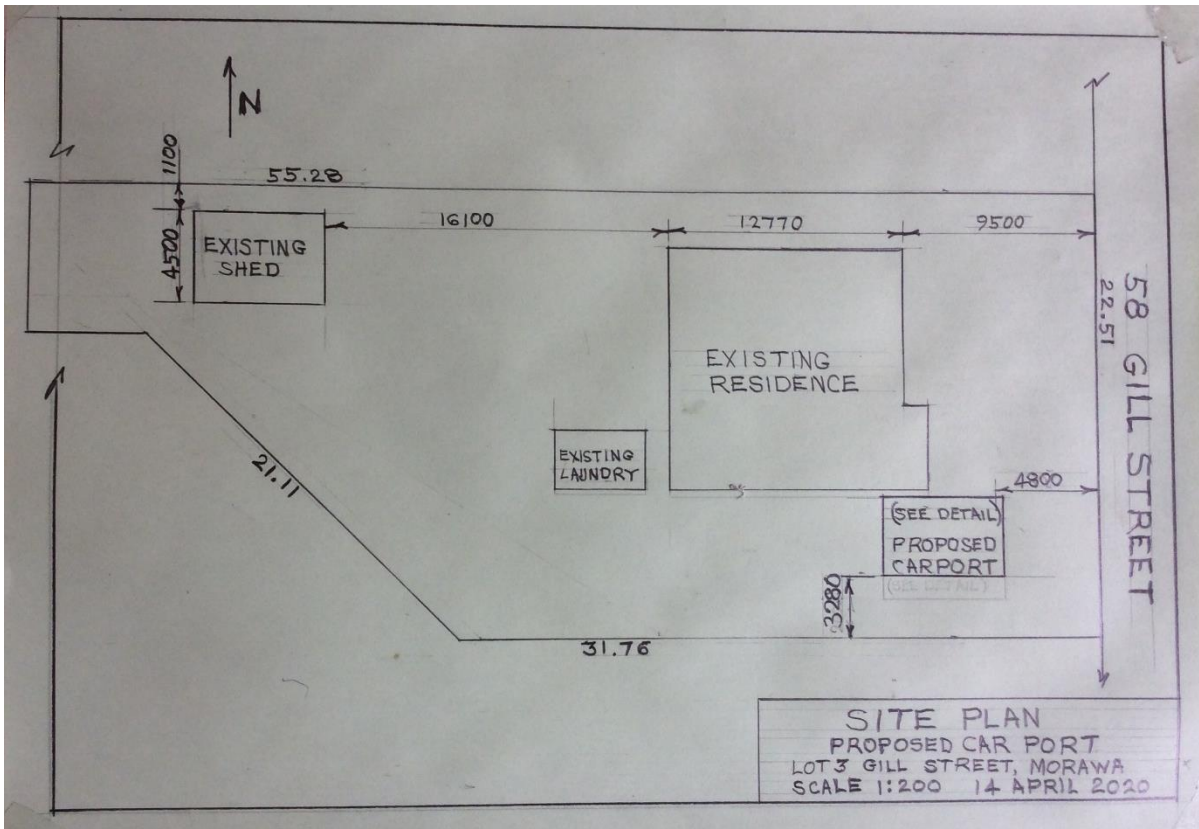 N
1100
55.28
4500
EXISTING
SHED
16100
12770
9500
58 GILL STREET
22.51
EXISTING
RESIDENCE
EXISTING
LAUNDRY
21.11
4800
(SEE DETAIL)
PROPOSED
CARPORT
(SEE DETAIL)
3280
31.76
SITE PLAN
PROPOSED CAR PORT
LOT 3 GILL STREET, MORAWA
SCALE 1:200 14 APRIL 2020